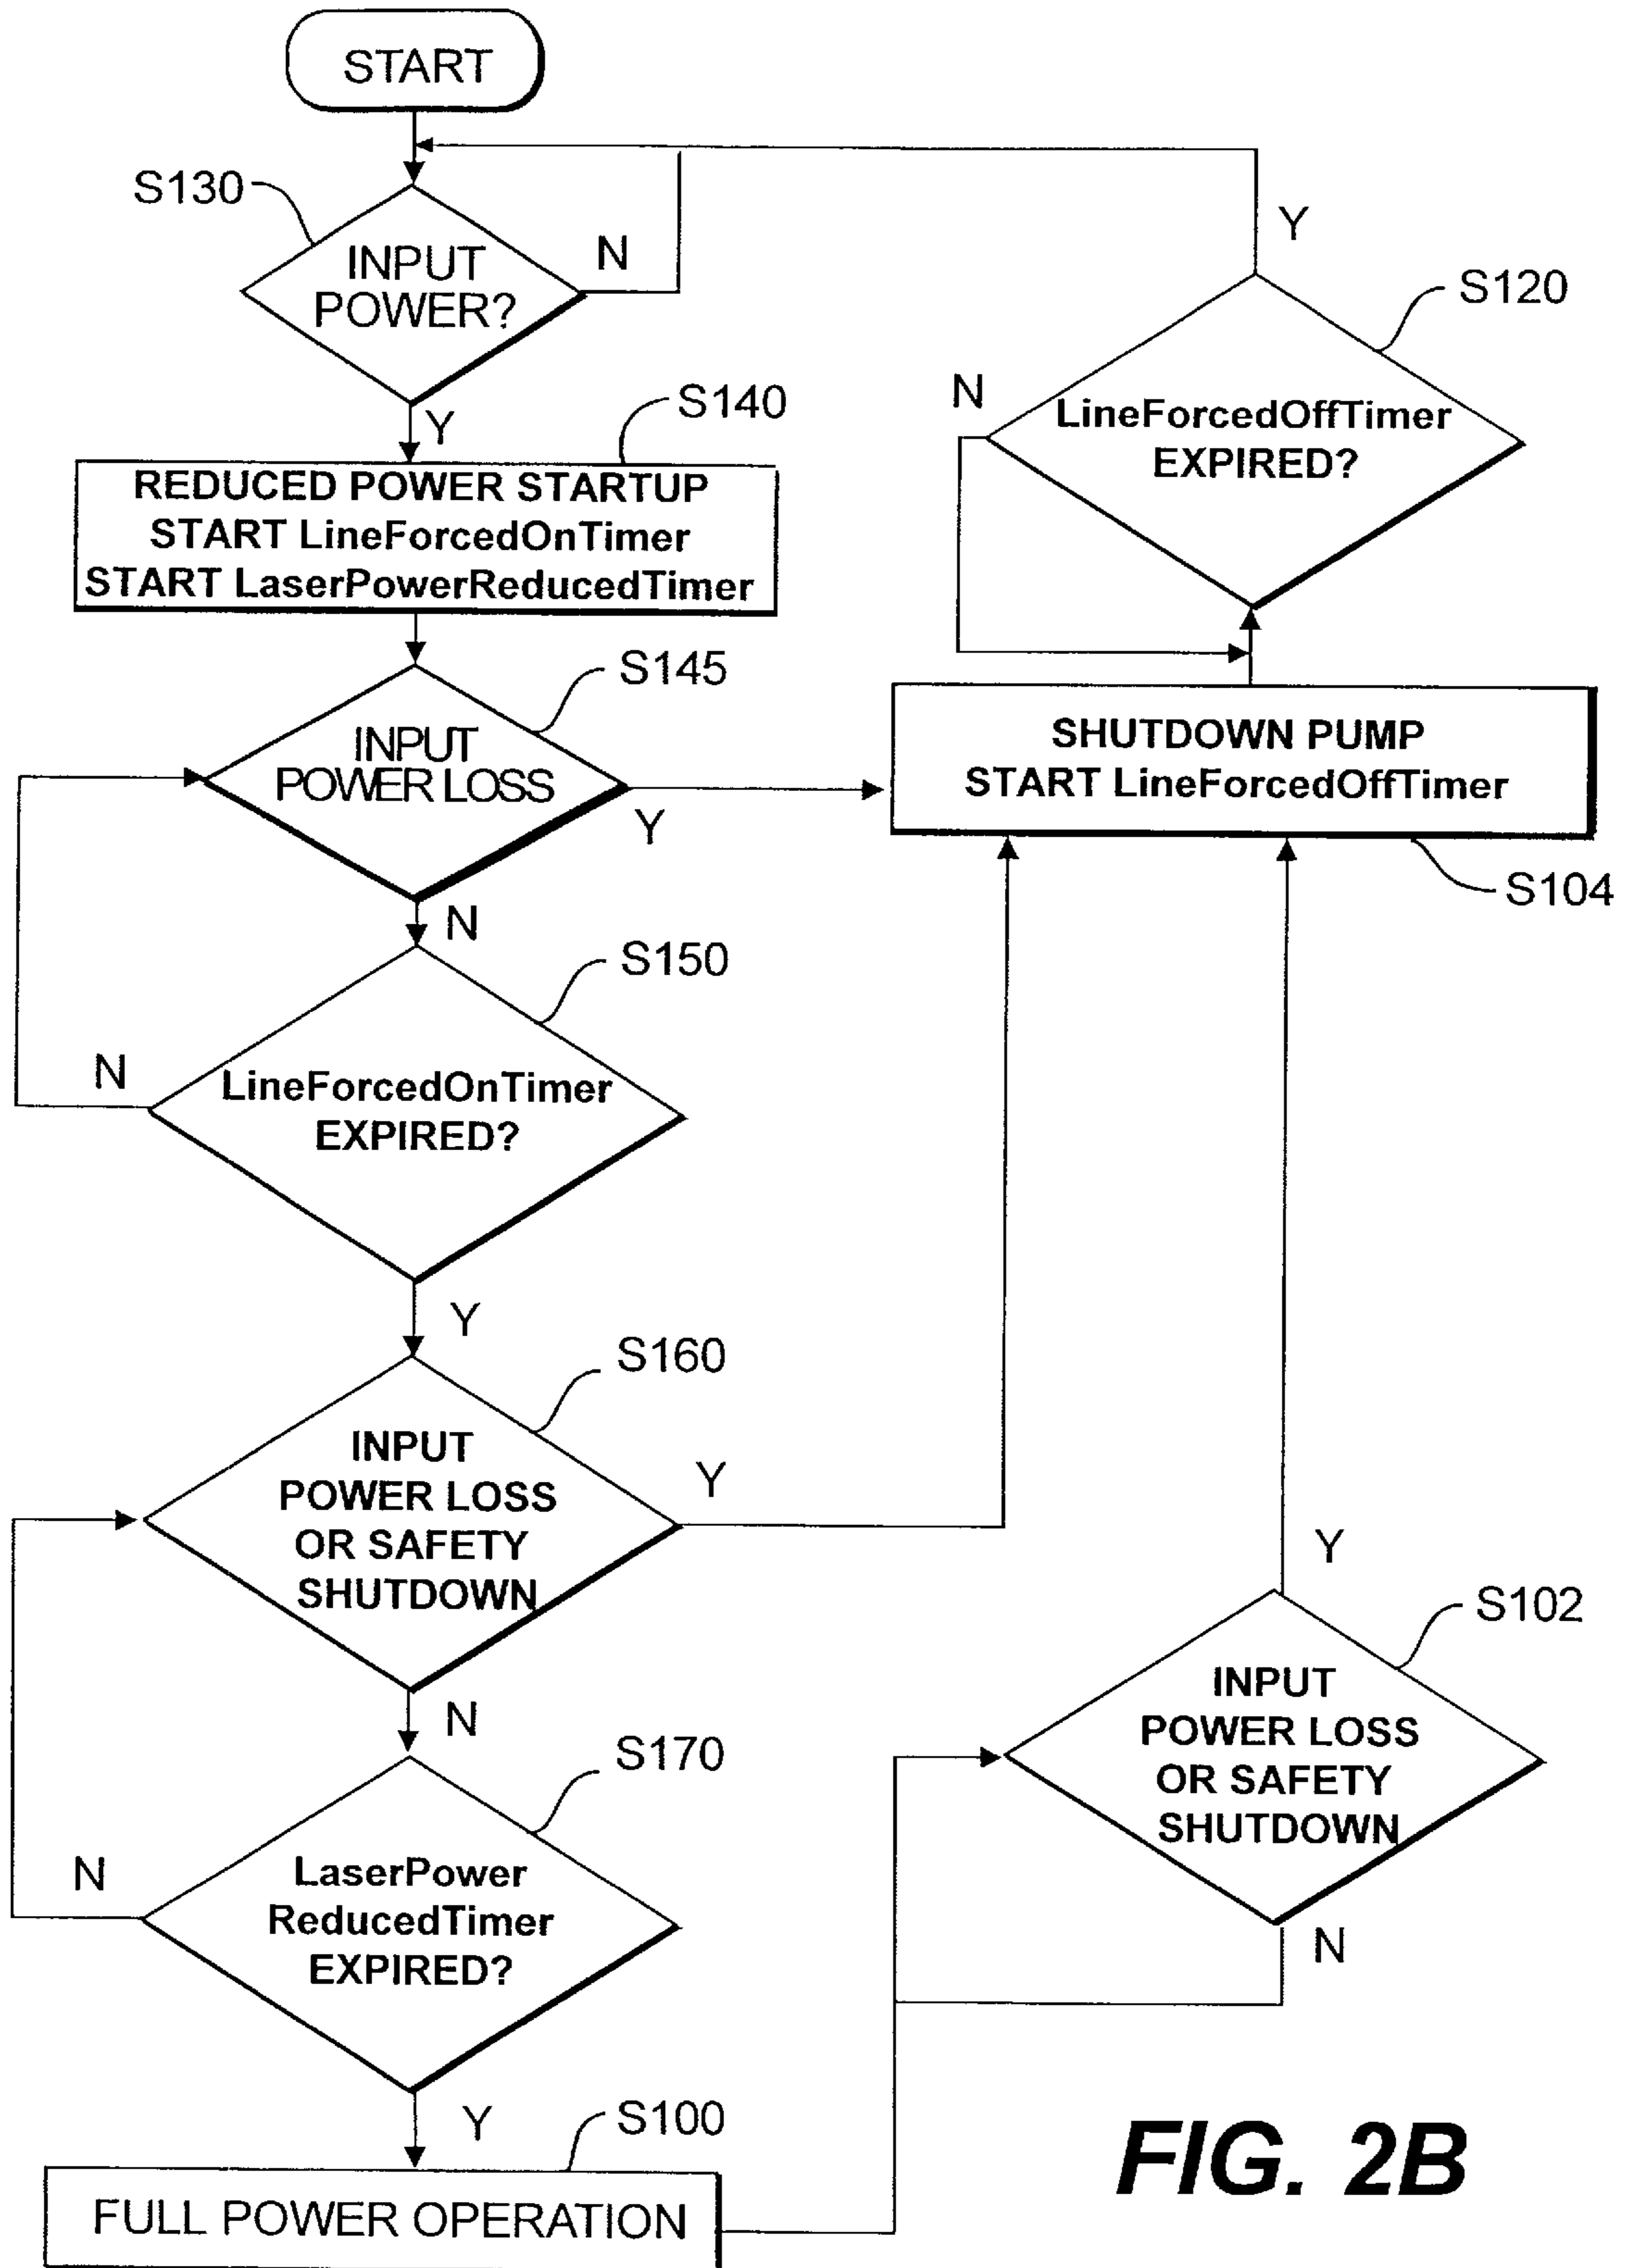 START
S130
INPUT
POWER?
N
Y
S140
REDUCED POWER STARTUP
START LineForcedOnTimer
START LaserPowerReducedTimer
S145
INPUT
POWER LOSS
Y
N
S150
LineForcedOnTimer
EXPIRED?
N
Y
S160
INPUT
POWER LOSS
OR SAFETY
SHUTDOWN
Y
N
S170
LaserPower
ReducedTimer
EXPIRED?
N
Y
S100
FULL POWER OPERATION
Y
S120
LineForcedOffTimer
EXPIRED?
N
SHUTDOWN PUMP
START LineForcedOffTimer
S104
Y
S102
INPUT
POWER LOSS
OR SAFETY
SHUTDOWN
N
FIG. 2B